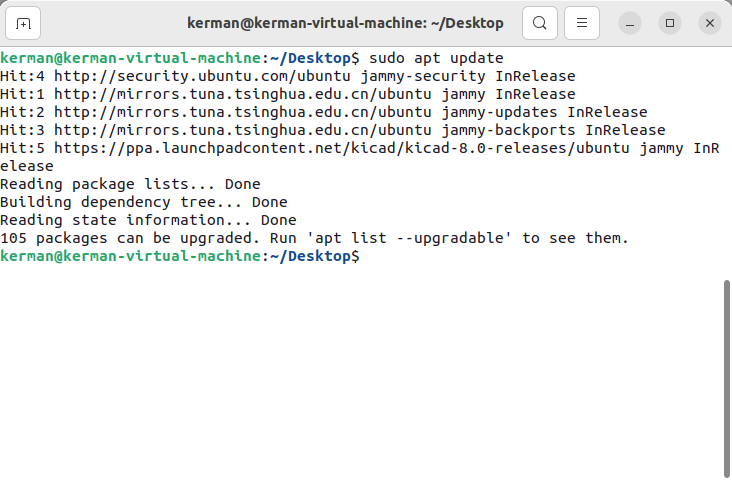 kerman@kerman-virtual-machine: ~/Desktop
kerman@kerman-virtual-machine:~/Desktop$ sudo apt update
Hit:4 http://security.ubuntu.com/ubuntu jammy-security InRelease
Hit:1 http://mirrors.tuna.tsinghua.edu.cn/ubuntu jammy InRelease
Hit:2 http://mirrors.tuna.tsinghua.edu.cn/ubuntu jammy-updates InRelease
Hit:3 http://mirrors.tuna.tsinghua.edu.cn/ubuntu jammy-backports InRelease
Hit:5 https://ppa.launchpadcontent.net/kicad/kicad-8.0-releases/ubuntu jammy InR
elease
Reading package lists... Done
Building dependency tree... Done
Reading state information... Done
105 packages can be upgraded. Run 'apt list --upgradable' to see them.
kerman@kerman-virtual-machine:~/Desktop$